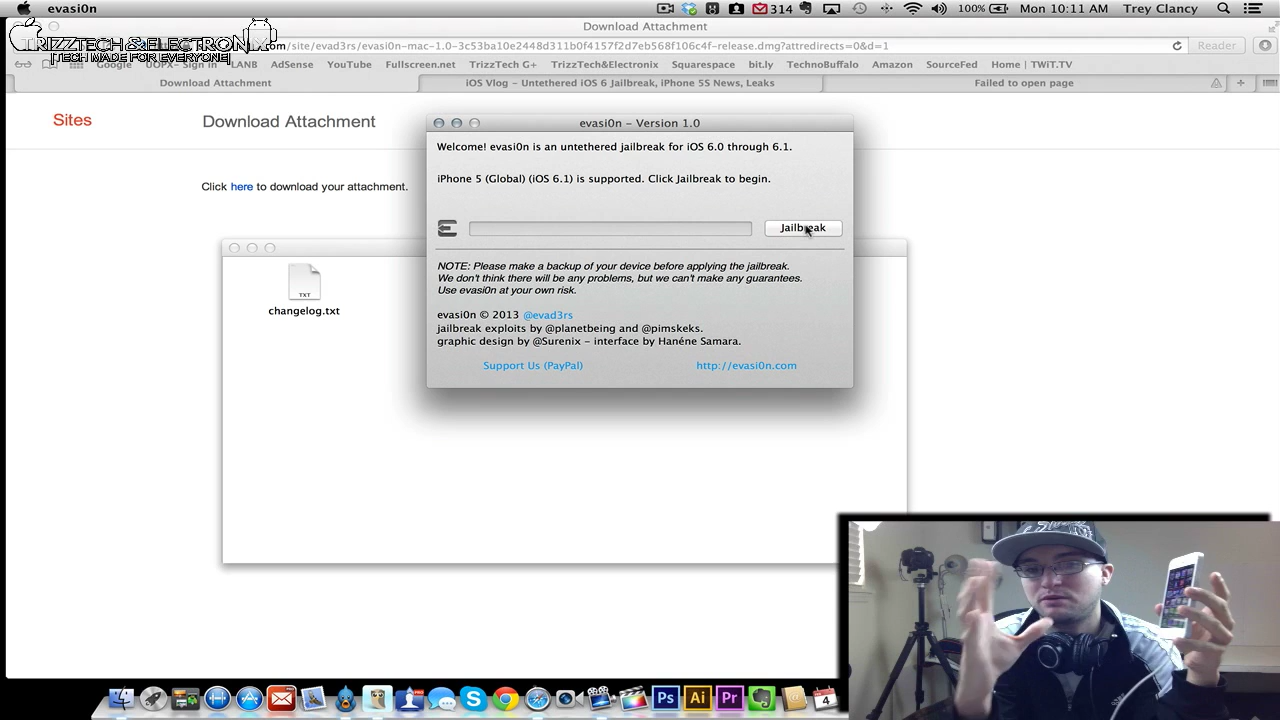 evasi0n
314
100%
Mon 10:11 AM
Trey Clancy
Download Attachment
TRIZZTECH & ELECTRONIX
[TECH MADE FOR EVERYONE]
.com/site/evad3rs/evasi0n-mac-1.0-3c53ba10e2448d311b0f4157f2d7eb568f106c4f-release.dmg?attredirects=0&d=1
Reader
Google
UOPX- Sign In
LANB
AdSense
YouTube
Fullscreen.net
TrizzTech G+
TrizzTech&Electronix
Squarespace
bit.ly
TechnoBuffalo
Amazon
SourceFed
Home | TWiT.TV
Download Attachment
iOS Vlog - Untethered iOS 6 Jailbreak, iPhone 5S News, Leaks
Failed to open page
Sites
Download Attachment
Click here to download your attachment.
evasi0n - Version 1.0
Welcome! evasi0n is an untethered jailbreak for iOS 6.0 through 6.1.
iPhone 5 (Global) (iOS 6.1) is supported. Click Jailbreak to begin.
Jailbreak
NOTE: Please make a backup of your device before applying the jailbreak.
We don't think there will be any problems, but we can't make any guarantees.
Use evasi0n at your own risk.
evasi0n © 2013 @evad3rs
jailbreak exploits by @planetbeing and @pimskeks.
graphic design by @Surenix - interface by Hanéne Samara.
Support Us (PayPal)
http://evasi0n.com
TXT
changelog.txt
Ps
Ai
Pr
4